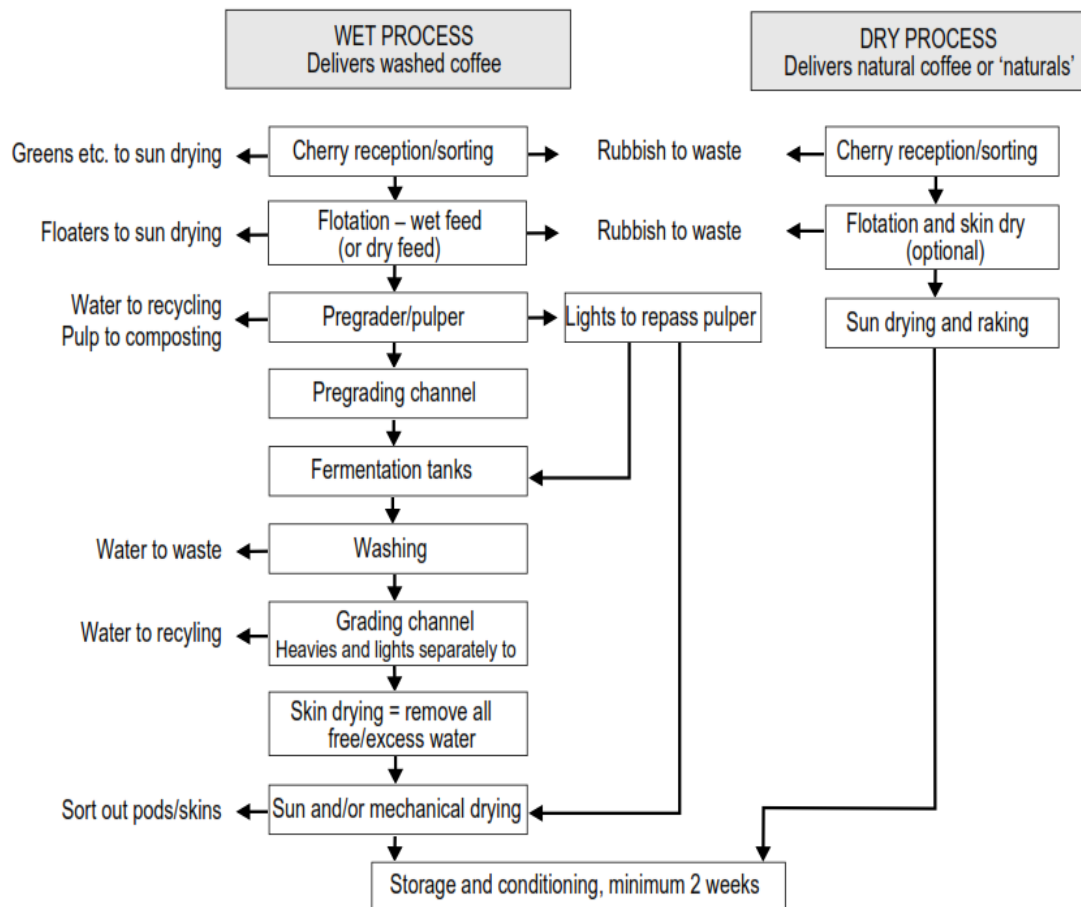 WET PROCESS
Delivers washed coffee
DRY PROCESS
Delivers natural coffee or ‘naturals’
Greens etc. to sun drying
Cherry reception/sorting
Rubbish to waste
Cherry reception/sorting
Floaters to sun drying
Flotation – wet feed
(or dry feed)
Rubbish to waste
Flotation and skin dry
(optional)
Water to recycling
Pulp to composting
Pregrader/pulper
Lights to repass pulper
Sun drying and raking
Pregrading channel
Fermentation tanks
Water to waste
Washing
Water to recyling
Grading channel
Heavies and lights separately to
Skin drying = remove all
free/excess water
Sort out pods/skins
Sun and/or mechanical drying
Storage and conditioning, minimum 2 weeks